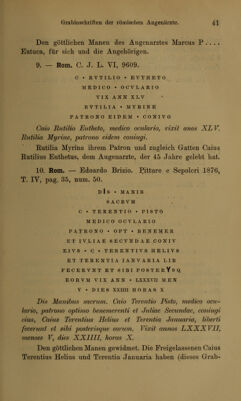 Grabinschriften der römischen Augenärzte. 41
Den göttlichen Manen des Augenarztes Marcus P . . . .
Eutuca, für sich und die Angehörigen.
9. — Rom. C. J. L. VI, 9609.
C • RVTILIO • EVTHETO
MEDICO • OCVLARIO
VIX ANN XLV
RVTILIA • MYRINE
PATRONO EIDEM • CONIVG
Caio Rutilio Eutheto, medico oculario, vixit anos XLV.
Rutilia Myrine, patrono eidem coniugi.
Rutilia Myrine ihrem Patron und zugleich Gatten Caius
Rutilius Euthetus, dem Augenarzte, der 45 Jahre gelebt hat.
10. Rom. — Edoardo Brizio. Pitture e Sepolcri 1876,
T. IV, pag. 35, num. 50.
DIS • MANIB
SACRVM
C • TERENTIO • PISTO
MEDICO OCVLARIO
PATRONO • OPT • BENEMER
ET IVLIAE SECVNDAE CONIV
EIVS • C • TERENTIVS HELIVS
ET TERENTIA IANVARIA LIB
FECERVNT ET SIBI POSTERISQ
EORVM VIX ANN • LXXXVII MEN
V • DIES XXIIII HORAS X
Dis Manibus sacrum. Caio Terentio Pisto, medico ocu-
lario, patrono optimo benemerenti et Juliae Secundae, coniugi
eius, Caius Terentius Helius et Terentia Januaria, liberti
fecerunt et sibi posterisque eorum. Vixit annos LXXXVII,
menses V, dies XXIIII, horas X.
Den göttlichen Manen gewidmet. Die Freigelassenen Caius
Terentius Helius und Terentia Januaria haben (dieses Grab-